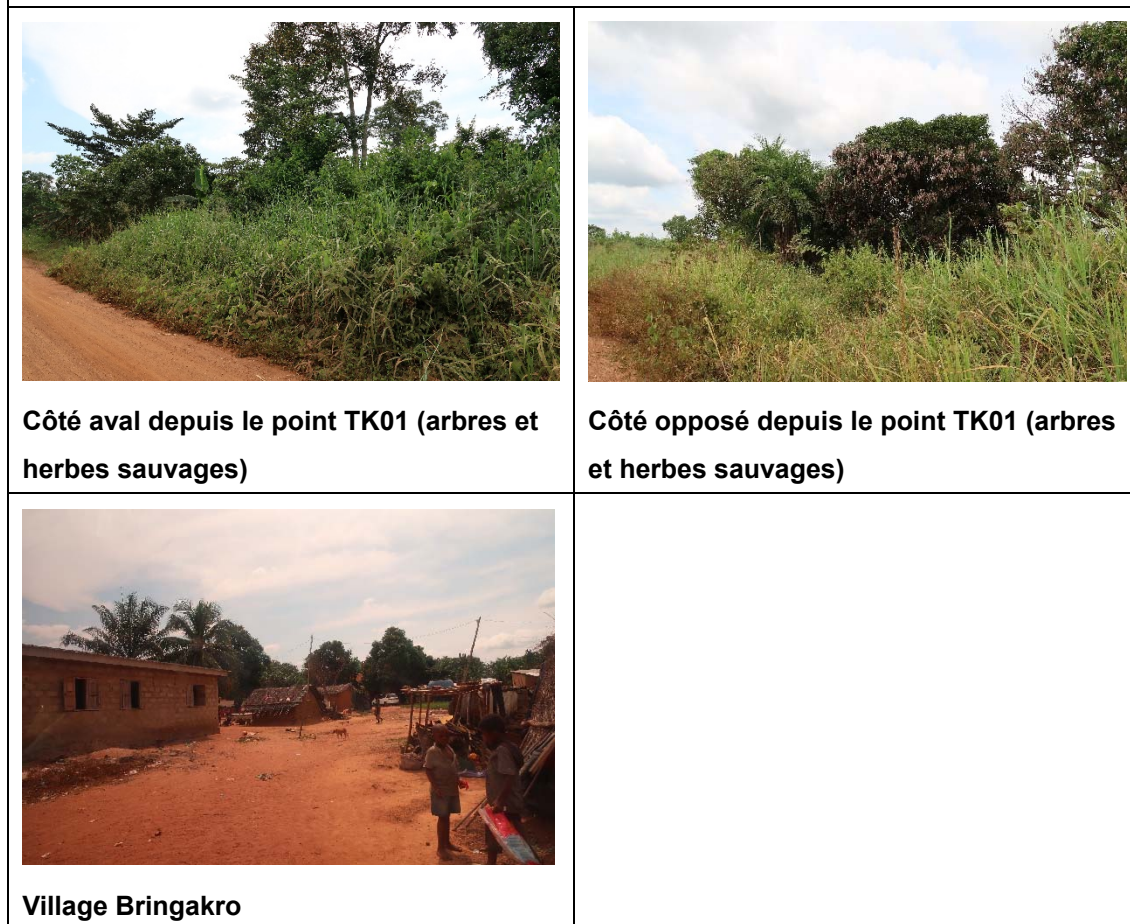 Côté aval depuis le point TK01 (arbres et
herbes sauvages)
Côté opposé depuis le point TK01 (arbres
et herbes sauvages)
Village Bringakro